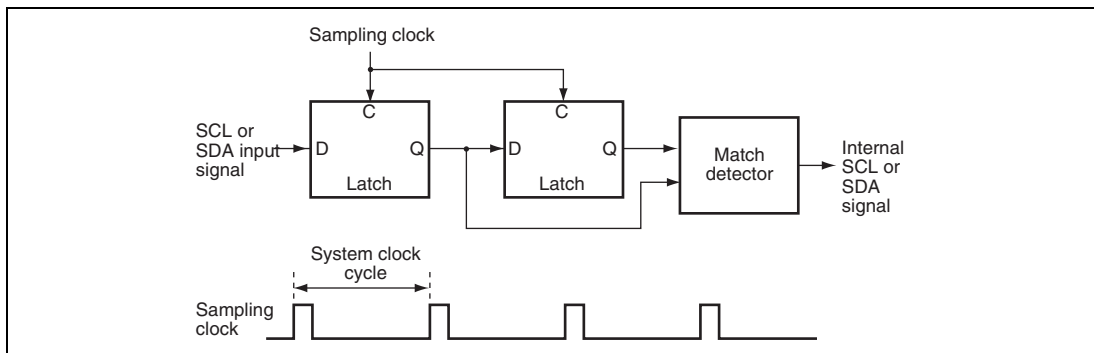 Sampling clock
SCL or
SDA input
signal
C
D
Q
Latch
C
D
Q
Latch
Match
detector
Internal
SCL or
SDA
signal
System clock
cycle
Sampling
clock